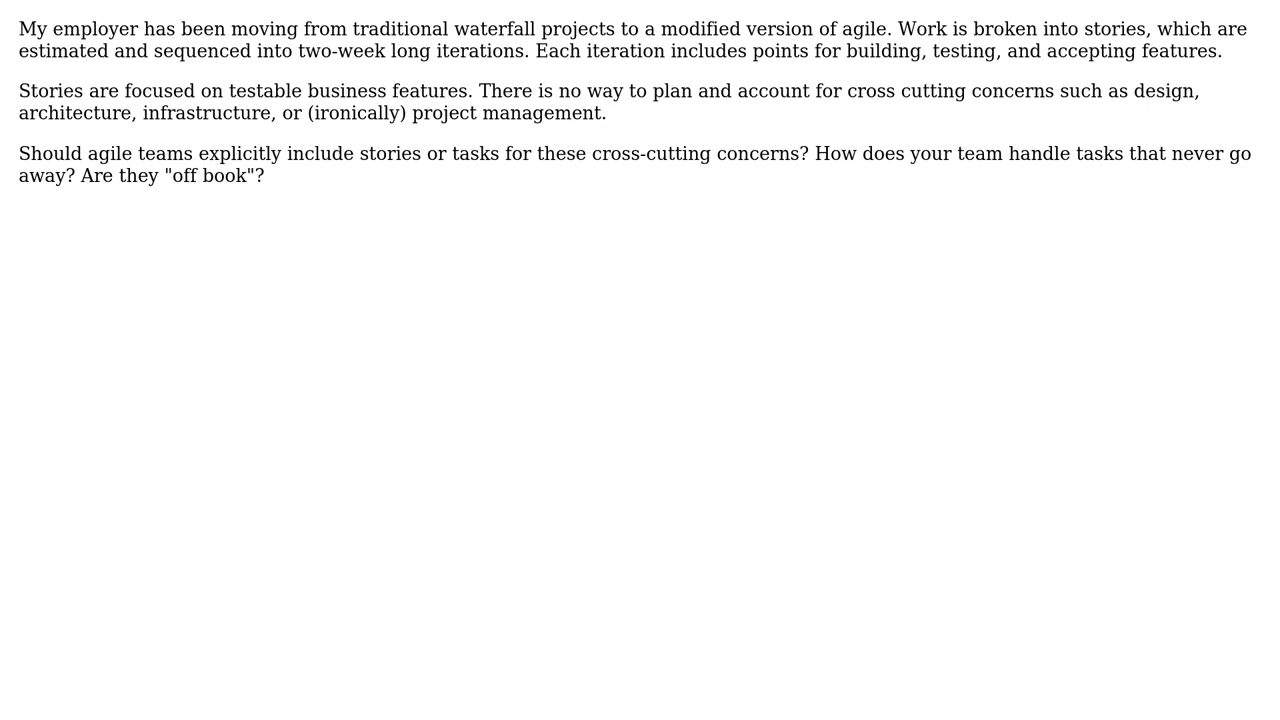 My employer has been moving from traditional waterfall projects to a modified version of agile. Work is broken into stories, which are
estimated and sequenced into two-week long iterations. Each iteration includes points for building, testing, and accepting features.
Stories are focused on testable business features. There is no way to plan and account for cross cutting concerns such as design,
architecture, infrastructure, or (ironically) project management.
Should agile teams explicitly include stories or tasks for these cross-cutting concerns? How does your team handle tasks that never go
away? Are they "off book"?